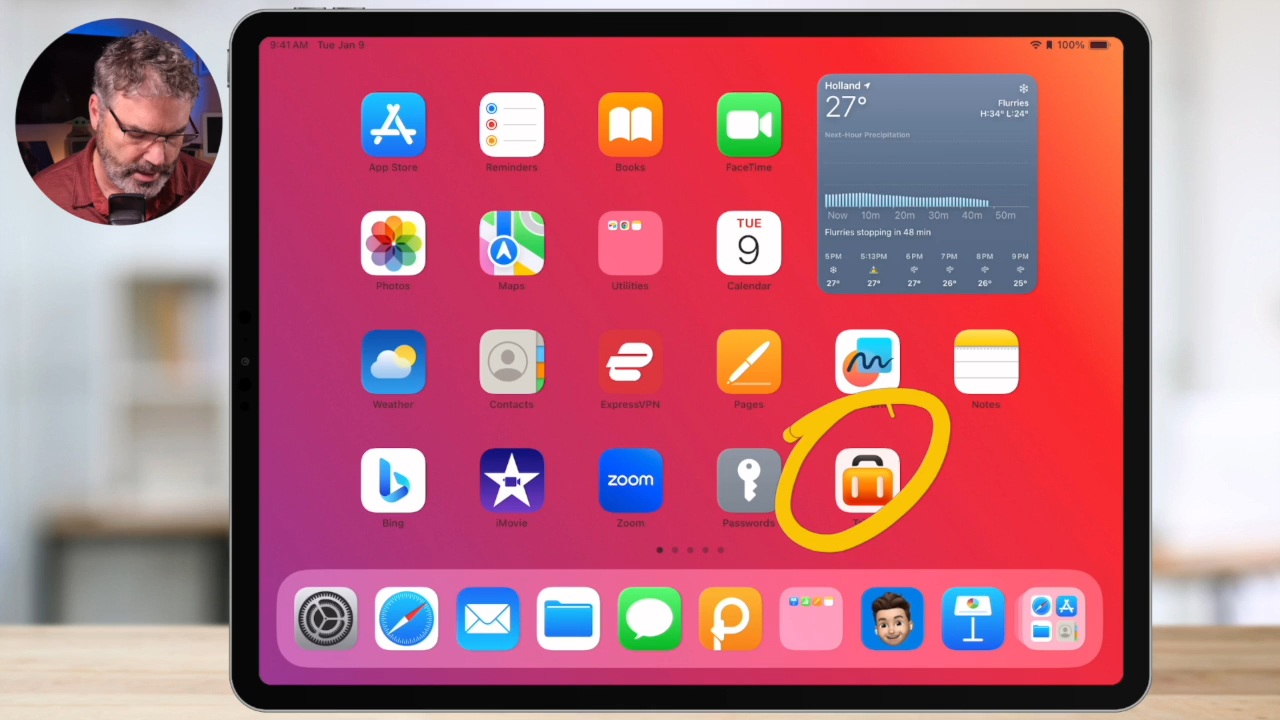 9:41 AM Tue Jan 9
100%
App Store
Reminders
Books
FaceTime
Holland
27°
Flurries
H:34° L:24°
Next-Hour Precipitation
Now 10m 20m 30m 40m 50m
Flurries stopping in 48 min
5PM 5:13PM 6PM 7PM 8PM 9PM
27° 27° 27° 26° 26° 25°
Photos
Maps
Utilities
TUE
9
Calendar
Weather
Contacts
ExpressVPN
Pages
Notes
Bing
iMovie
zoom
Zoom
Passwords